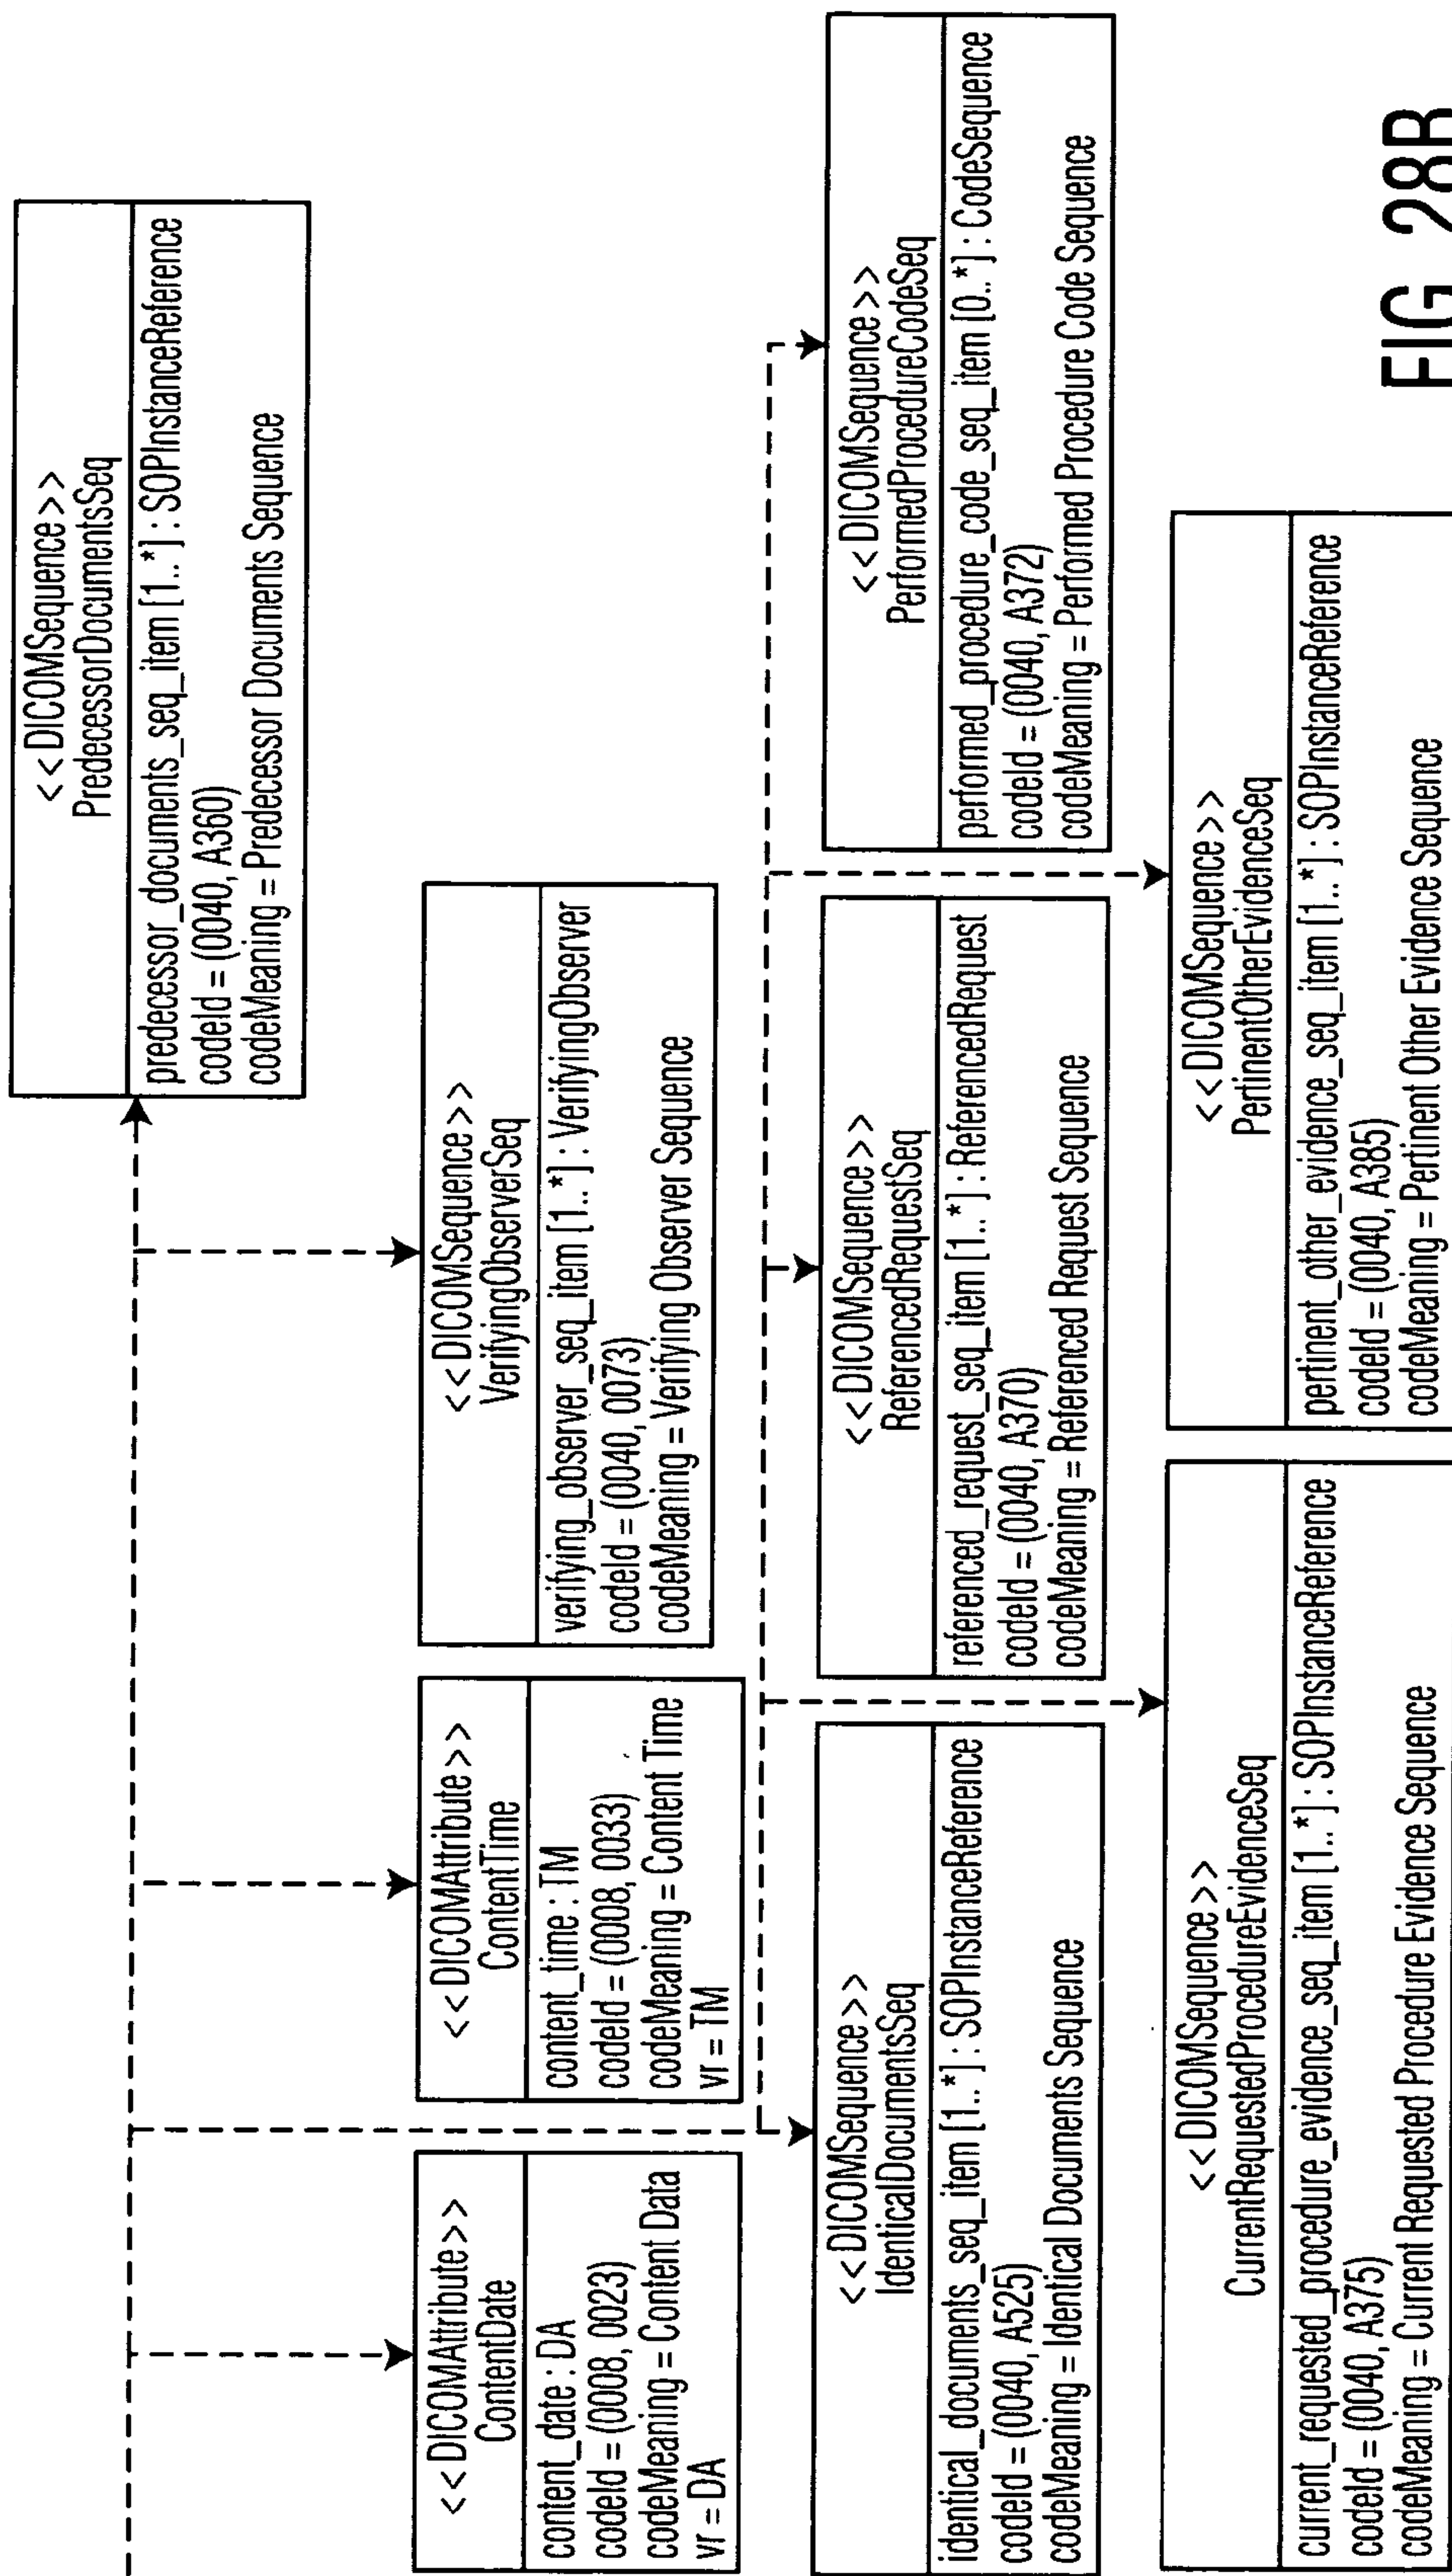 <<DICOMSequence>>
PredecessorDocumentsSeq
predecessor_documents_seq_item [1..*] : SOPInstanceReference
codeId = (0040, A360)
codeMeaning = Predecessor Documents Sequence
<<DICOMAttribute>>
ContentDate
content_date : DA
codeId = (0008, 0023)
codeMeaning = Content Data
vr = DA
<<DICOMAttribute>>
ContentTime
content_time : TM
codeId = (0008, 0033)
codeMeaning = Content Time
vr = TM
<<DICOMSequence>>
VerifyingObserverSeq
verifying_observer_seq_item [1..*] : VerifyingObserver
codeId = (0040, 0073)
codeMeaning = Verifying Observer Sequence
<<DICOMSequence>>
IdenticalDocumentsSeq
identical_documents_seq_item [1..*] : SOPInstanceReference
codeId = (0040, A525)
codeMeaning = Identical Documents Sequence
<<DICOMSequence>>
ReferencedRequestSeq
referenced_request_seq_item [1..*] : ReferencedRequest
codeId = (0040, A370)
codeMeaning = Referenced Request Sequence
<<DICOMSequence>>
PerformedProcedureCodeSeq
performed_procedure_code_seq_item [0..*] : CodeSequence
codeId = (0040, A372)
codeMeaning = Performed Procedure Code Sequence
<<DICOMSequence>>
CurrentRequestedProcedureEvidenceSeq
current_requested_procedure_evidence_seq_item [1..*] : SOPInstanceReference
codeId = (0040, A375)
codeMeaning = Current Requested Procedure Evidence Sequence
<<DICOMSequence>>
PertinentOtherEvidenceSeq
pertinent_other_evidence_seq_item [1..*] : SOPInstanceReference
codeId = (0040, A385)
codeMeaning = Pertinent Other Evidence Sequence
FIG 28B